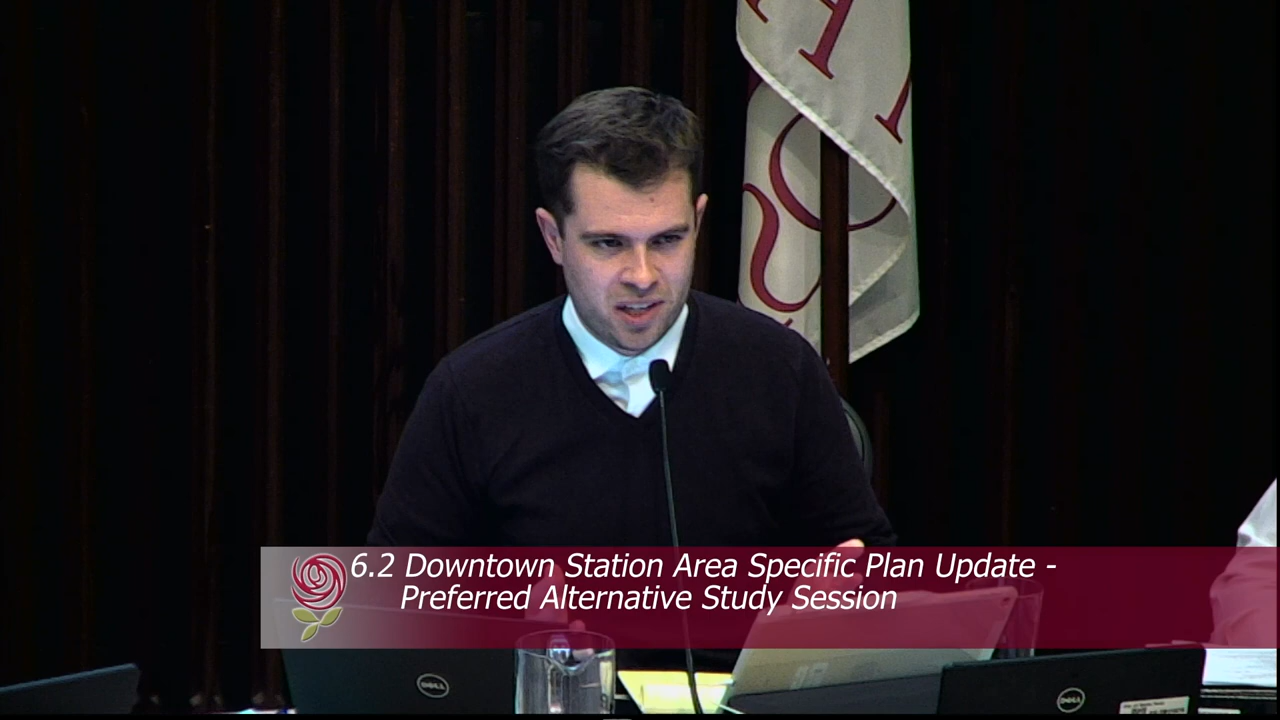 6.2 Downtown Station Area Specific Plan Update -
Preferred Alternative Study Session
DELL
DELL